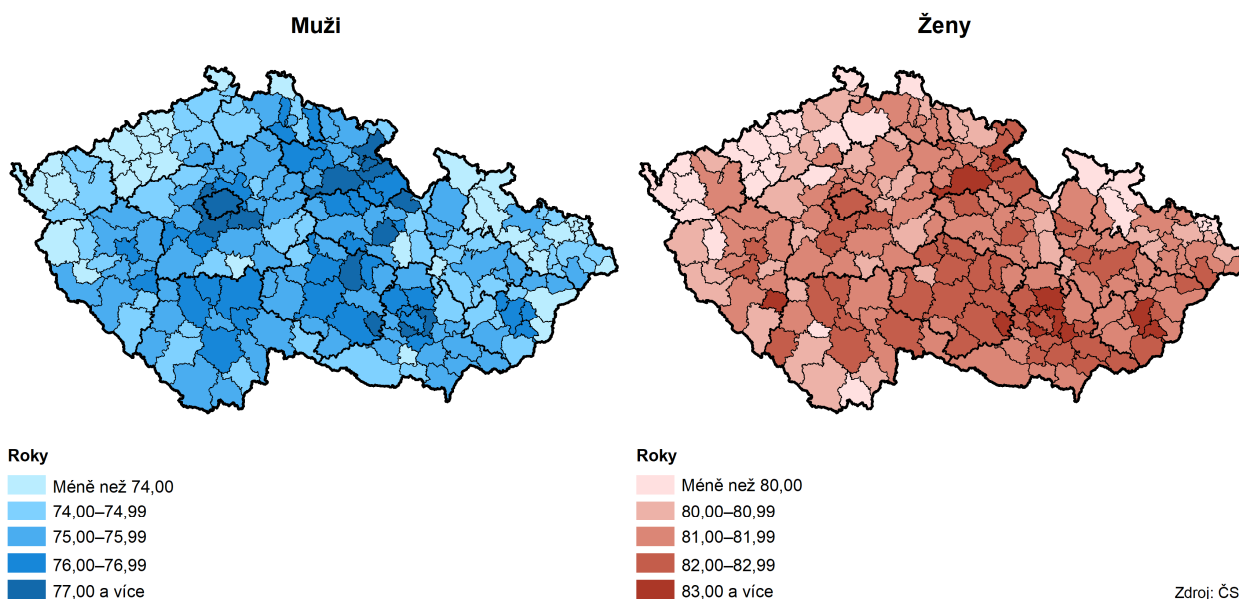 Muži
Ženy
Roky
Méně než 74,00
74,00–74,99
75,00–75,99
76,00–76,99
77,00 a více
Roky
Méně než 80,00
80,00–80,99
81,00–81,99
82,00–82,99
83,00 a více
Zdroj: ČS